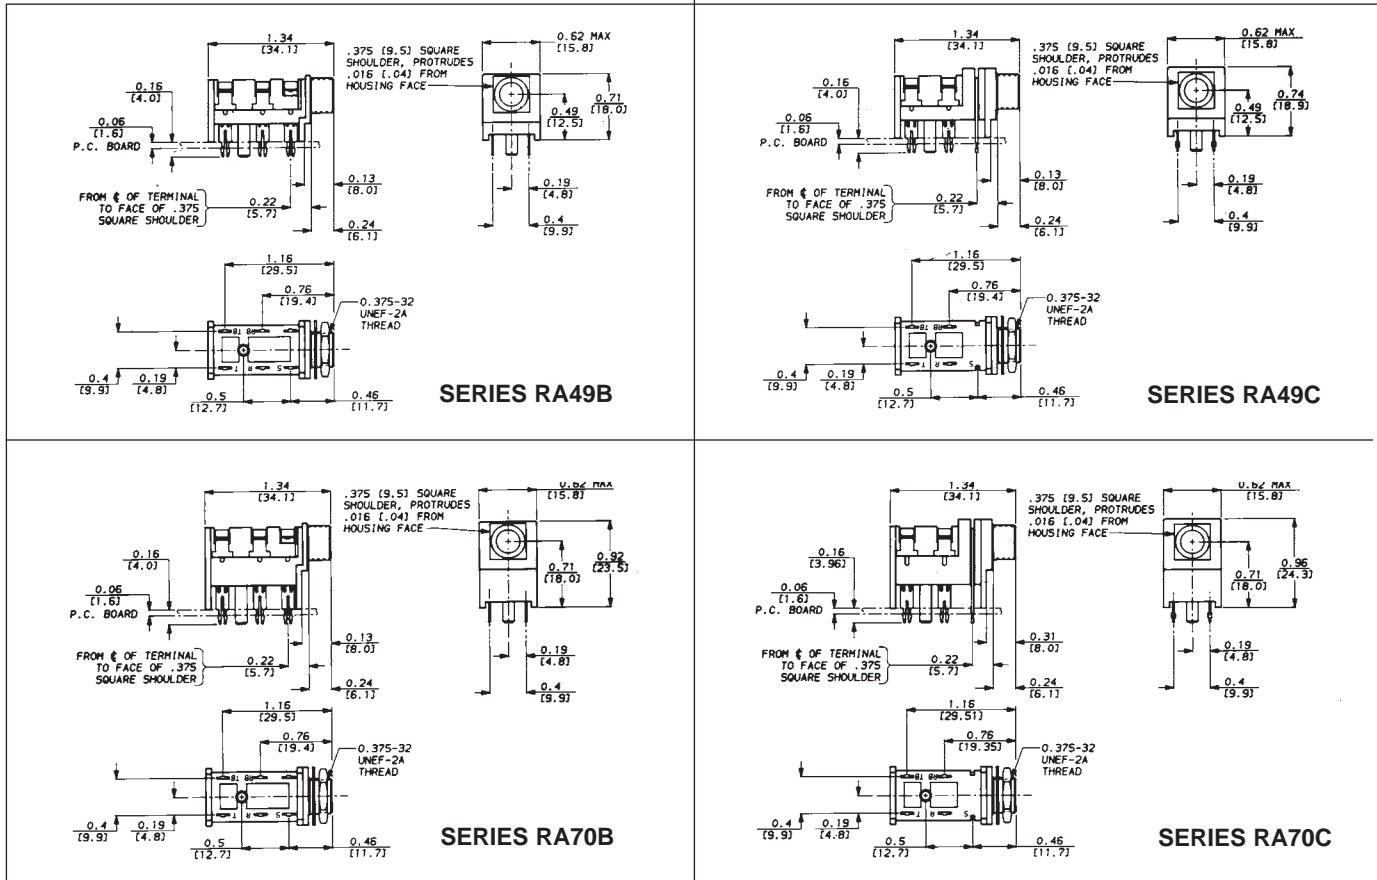 1.34
[34.1]
.375 [9.5] SQUARE
SHOULDER, PROTRUDES
.016 [.04] FROM
HOUSING FACE
0.62 MAX
[15.8]
0.16
[4.0]
0.06
[1.6]
P.C. BOARD
0.71
[18.0]
0.49
[12.5]
0.13
[8.0]
FROM ℄ OF TERMINAL
TO FACE OF .375
SQUARE SHOULDER
0.22
[5.7]
0.24
[6.1]
0.19
[4.8]
0.4
[9.9]
1.16
[29.5]
0.76
[19.4]
0.375-32
UNEF-2A
THREAD
TB RB
T R S
0.4
[9.9]
0.19
[4.8]
0.5
[12.7]
0.46
[11.7]
SERIES RA49B
1.34
[34.1]
.375 [9.5] SQUARE
SHOULDER, PROTRUDES
.016 [.04] FROM
HOUSING FACE
0.62 MAX
[15.8]
0.16
[4.0]
0.06
[1.6]
P.C. BOARD
0.74
[18.9]
0.49
[12.5]
0.13
[8.0]
FROM ℄ OF TERMINAL
TO FACE OF .375
SQUARE SHOULDER
0.22
[5.7]
0.24
[6.1]
0.19
[4.8]
0.4
[9.9]
1.16
[29.5]
0.76
[19.4]
0.375-32
UNEF-2A
THREAD
TB RB
T R S
0.4
[9.9]
0.19
[4.8]
0.5
[12.7]
0.46
[11.7]
SERIES RA49C
1.34
[34.1]
.375 [9.5] SQUARE
SHOULDER, PROTRUDES
.016 [.04] FROM
HOUSING FACE
0.62 MAX
[15.8]
0.16
[4.0]
0.06
[1.6]
P.C. BOARD
0.92
[23.5]
0.71
[18.0]
0.13
[8.0]
FROM ℄ OF TERMINAL
TO FACE OF .375
SQUARE SHOULDER
0.22
[5.7]
0.24
[6.1]
0.19
[4.8]
0.4
[9.9]
1.16
[29.5]
0.76
[19.4]
0.375-32
UNEF-2A
THREAD
TB RB
T R S
0.4
[9.9]
0.19
[4.8]
0.5
[12.7]
0.46
[11.7]
SERIES RA70B
1.34
[34.1]
.375 [9.5] SQUARE
SHOULDER, PROTRUDES
.016 [.04] FROM
HOUSING FACE
0.62 MAX
[15.8]
0.16
[3.96]
0.06
[1.6]
P.C. BOARD
0.96
[24.3]
0.71
[18.0]
0.31
[8.0]
FROM ℄ OF TERMINAL
TO FACE OF .375
SQUARE SHOULDER
0.22
[5.7]
0.24
[6.1]
0.19
[4.8]
0.4
[9.9]
1.16
[29.51]
0.76
[19.35]
0.375-32
UNEF-2A
THREAD
TB RB
T R S
0.4
[9.9]
0.19
[4.8]
0.5
[12.7]
0.46
[11.7]
SERIES RA70C